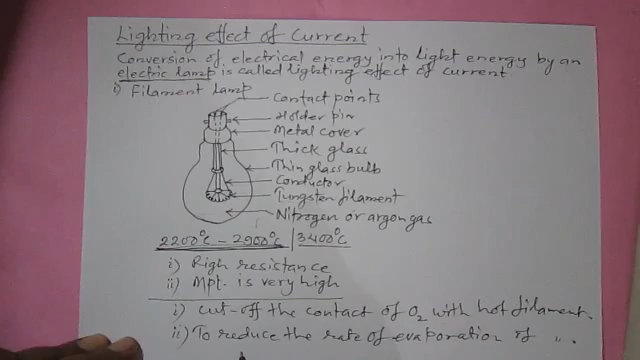 Lighting effect of Current
Conversion of electrical energy into light energy by an
electric lamp is called lighting effect of current.
i) Filament lamp
Contact points
Holder pin
Metal cover
Thick glass
Thin glass bulb
Conductor
Tungsten filament
Nitrogen or argon gas
2200°C - 2900°C | 3400°C
i) Righ resistance
ii) Mpt. is very high
i) Cut-off the contact of O2 with hot filament.
ii) To reduce the rate of evaporation of " .